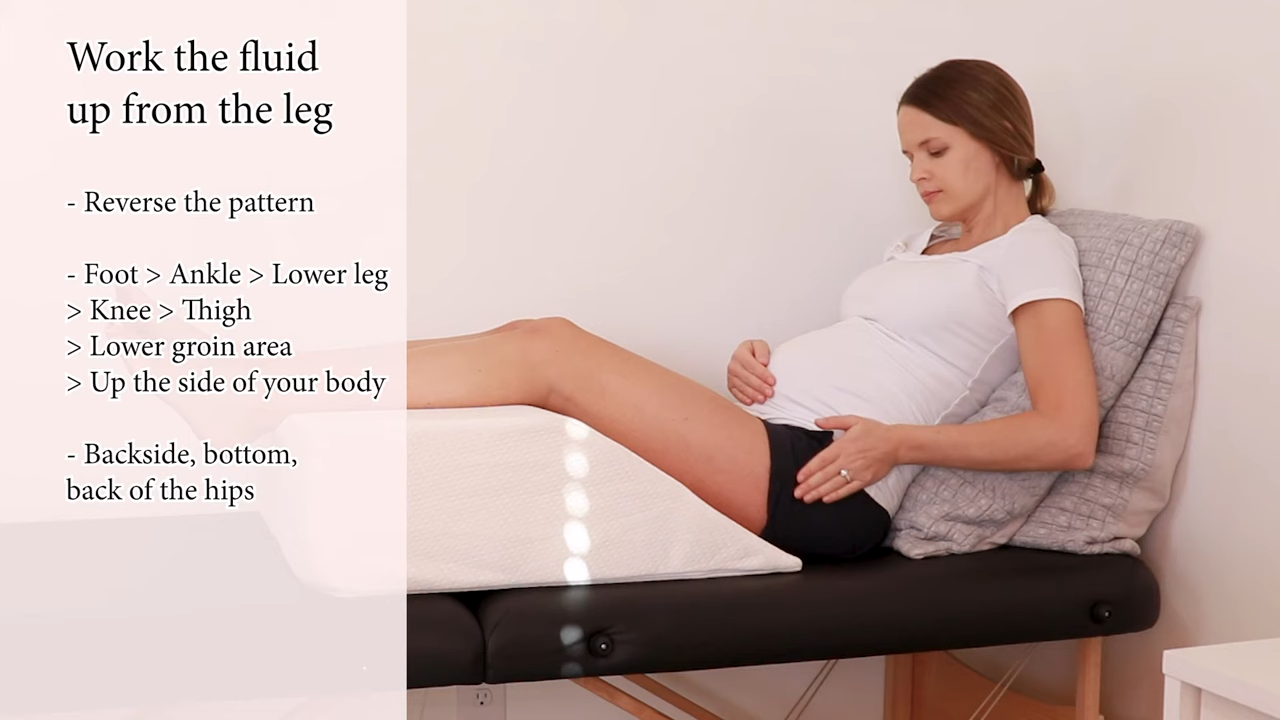 Work the fluid
up from the leg
- Reverse the pattern
- Foot > Ankle > Lower leg
> Knee > Thigh
> Lower groin area
> Up the side of your body
- Backside, bottom,
back of the hips